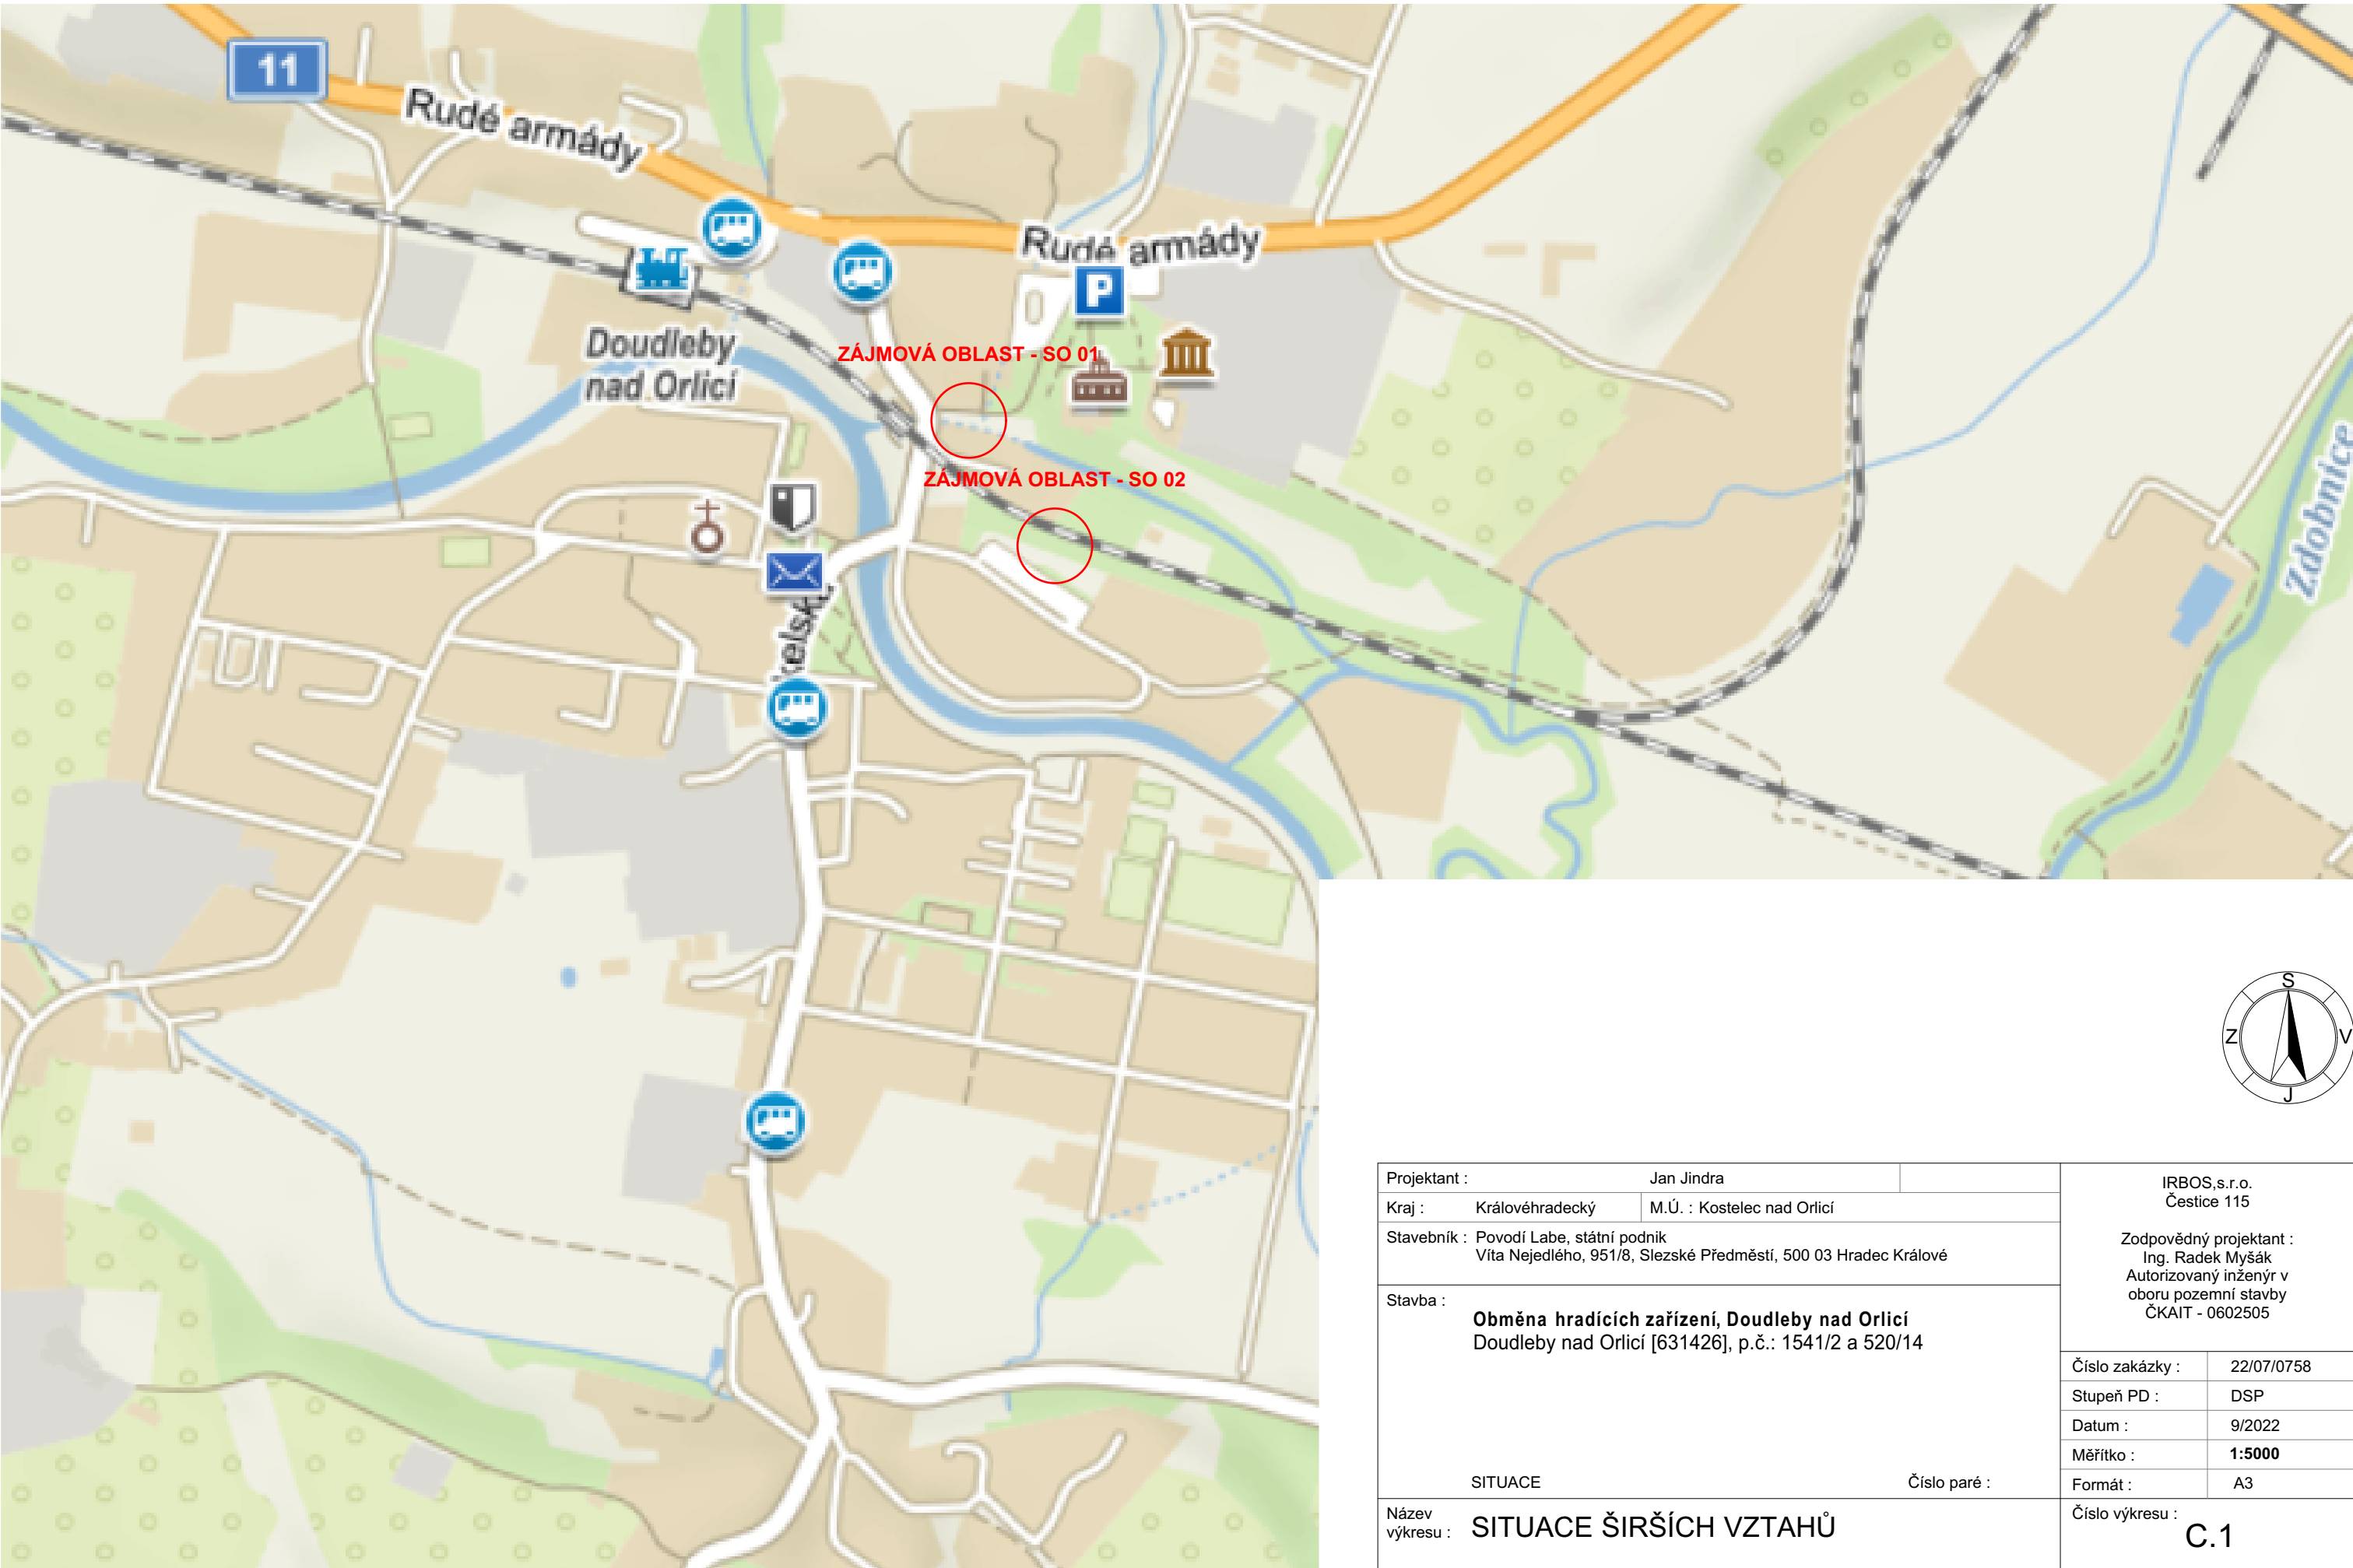 11
Rudé armády
Rudé armády
P
Doudleby
nad Orlicí
ZÁJMOVÁ OBLAST - SO 01
ZÁJMOVÁ OBLAST - SO 02
Zdobnice
S
Z
V
J
Projektant :
Jan Jindra
Kraj :
Královéhradecký
M.Ú. : Kostelec nad Orlicí
Stavebník :
Povodí Labe, státní podnik
Víta Nejedlého, 951/8, Slezské Předměstí, 500 03 Hradec Králové
Stavba :
Obměna hradících zařízení, Doudleby nad Orlicí
Doudleby nad Orlicí [631426], p.č.: 1541/2 a 520/14
SITUACE
Číslo paré :
Název
výkresu :
SITUACE ŠIRŠÍCH VZTAHŮ
IRBOS,s.r.o.
Čestice 115
Zodpovědný projektant :
Ing. Radek Myšák
Autorizovaný inženýr v
oboru pozemní stavby
ČKAIT - 0602505
Číslo zakázky :
22/07/0758
Stupeň PD :
DSP
Datum :
9/2022
Měřítko :
1:5000
Formát :
A3
Číslo výkresu :
C.1